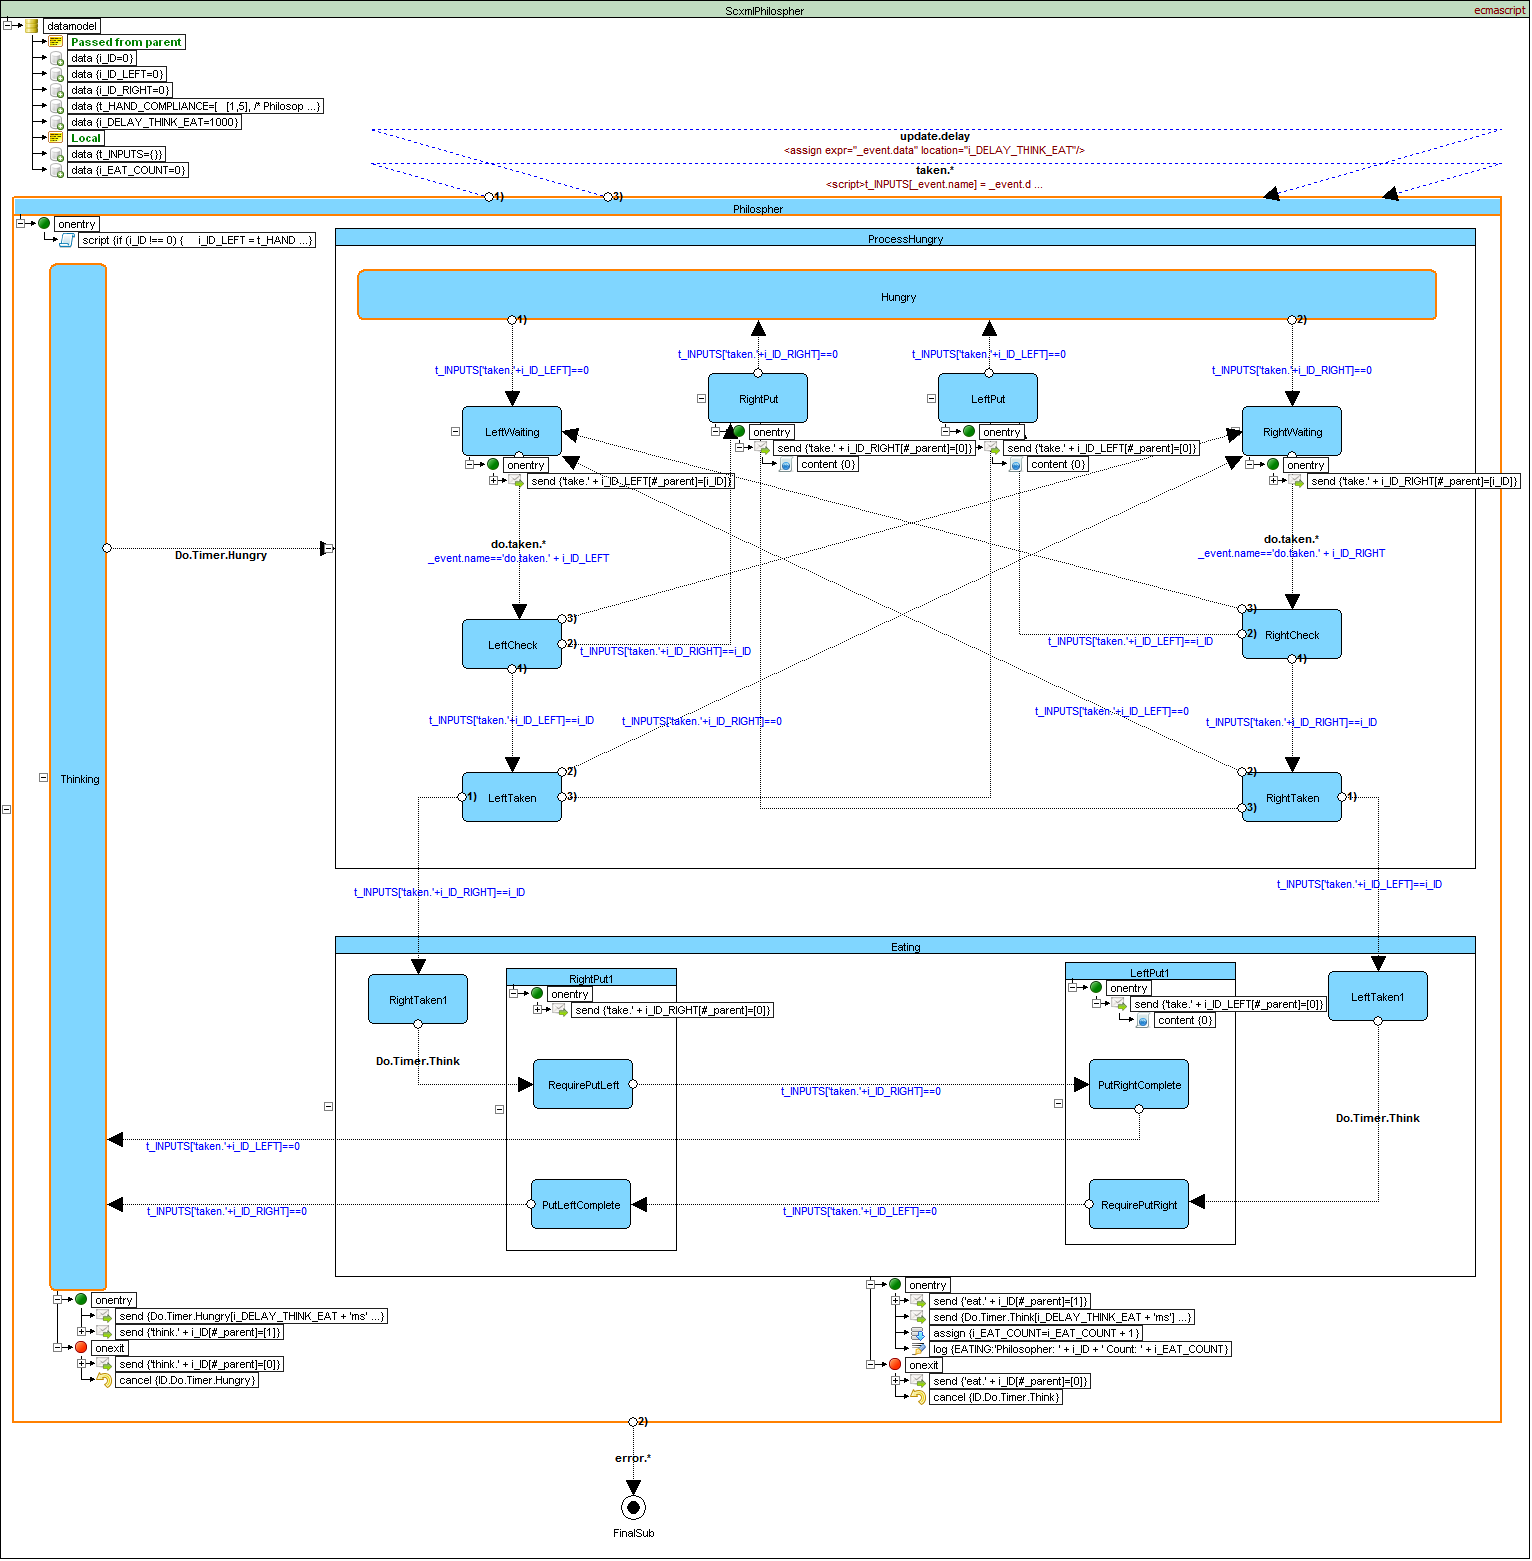 ScxmlPhilospher
ecmascript
datamodel
Passed from parent
data {i_ID=0}
data {i_ID_LEFT=0}
data {i_ID_RIGHT=0}
data {t_HAND_COMPLIANCE=[ [1,5], /* Philosop ...}
data {i_DELAY_THINK_EAT=1000}
Local
data {t_INPUTS={}}
data {i_EAT_COUNT=0}
update.delay
<assign expr="_event.data" location="i_DELAY_THINK_EAT"/>
taken.*
<script>t_INPUTS[_event.name] = _event.d ...
1)
3)
Philospher
onentry
script {if (i_ID !== 0) { i_ID_LEFT = t_HAND ...}
ProcessHungry
Hungry
1)
2)
t_INPUTS['taken.'+i_ID_LEFT]==0
t_INPUTS['taken.'+i_ID_RIGHT]==0
t_INPUTS['taken.'+i_ID_LEFT]==0
t_INPUTS['taken.'+i_ID_RIGHT]==0
LeftWaiting
RightPut
LeftPut
RightWaiting
onentry
send {'take.' + i_ID_RIGHT[#_parent]=[0]}
content {0}
onentry
send {'take.' + i_ID_LEFT[#_parent]=[0]}
content {0}
onentry
send {'take.' + i_ID_LEFT[#_parent]=[i_ID]}
onentry
send {'take.' + i_ID_RIGHT[#_parent]=[i_ID]}
do.taken.*
_event.name=='do.taken.' + i_ID_LEFT
do.taken.*
_event.name=='do.taken.' + i_ID_RIGHT
Do.Timer.Hungry
LeftCheck
3)
2)
1)
t_INPUTS['taken.'+i_ID_RIGHT]==i_ID
RightCheck
3)
2)
1)
t_INPUTS['taken.'+i_ID_LEFT]==i_ID
t_INPUTS['taken.'+i_ID_LEFT]==i_ID
t_INPUTS['taken.'+i_ID_RIGHT]==0
t_INPUTS['taken.'+i_ID_LEFT]==0
t_INPUTS['taken.'+i_ID_RIGHT]==i_ID
Thinking
LeftTaken
1)
2)
3)
RightTaken
2)
3)
1)
t_INPUTS['taken.'+i_ID_RIGHT]==i_ID
t_INPUTS['taken.'+i_ID_LEFT]==i_ID
Eating
RightTaken1
RightPut1
onentry
send {'take.' + i_ID_RIGHT[#_parent]=[0]}
LeftPut1
onentry
send {'take.' + i_ID_LEFT[#_parent]=[0]}
content {0}
LeftTaken1
Do.Timer.Think
RequirePutLeft
t_INPUTS['taken.'+i_ID_RIGHT]==0
PutRightComplete
Do.Timer.Think
t_INPUTS['taken.'+i_ID_LEFT]==0
t_INPUTS['taken.'+i_ID_RIGHT]==0
PutLeftComplete
t_INPUTS['taken.'+i_ID_LEFT]==0
RequirePutRight
onentry
send {Do.Timer.Hungry[i_DELAY_THINK_EAT + 'ms' ...}
send {'think.' + i_ID[#_parent]=[1]}
onexit
send {'think.' + i_ID[#_parent]=[0]}
cancel {ID.Do.Timer.Hungry}
onentry
send {'eat.' + i_ID[#_parent]=[1]}
send {Do.Timer.Think[i_DELAY_THINK_EAT + 'ms'] ...}
assign {i_EAT_COUNT=i_EAT_COUNT + 1}
log {EATING:'Philosopher: ' + i_ID + ' Count: ' + i_EAT_COUNT}
onexit
send {'eat.' + i_ID[#_parent]=[0]}
cancel {ID.Do.Timer.Think}
2)
error.*
FinalSub